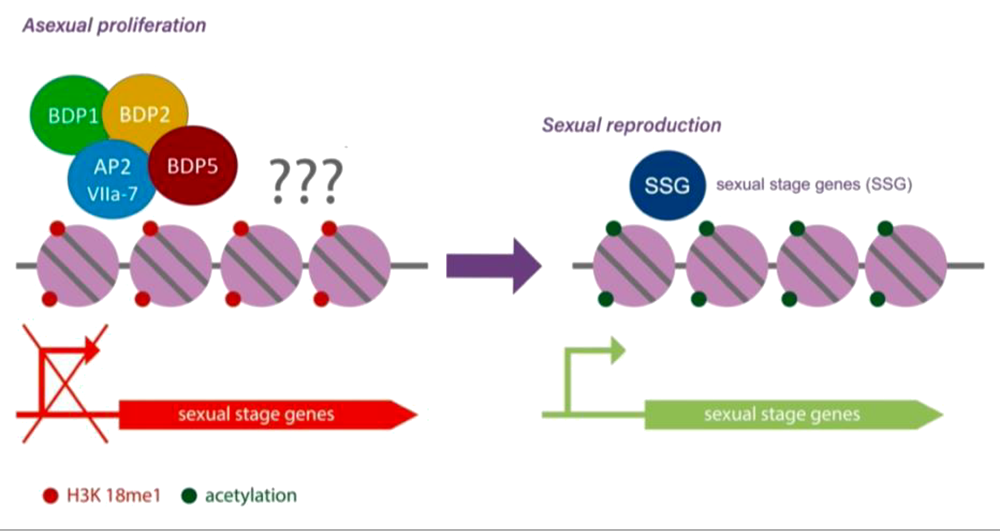 Asexual proliferation
BDP1
BDP2
AP2
VIIa-7
BDP5
???
Sexual reproduction
SSG
sexual stage genes (SSG)
sexual stage genes
sexual stage genes
H3K 18me1
acetylation